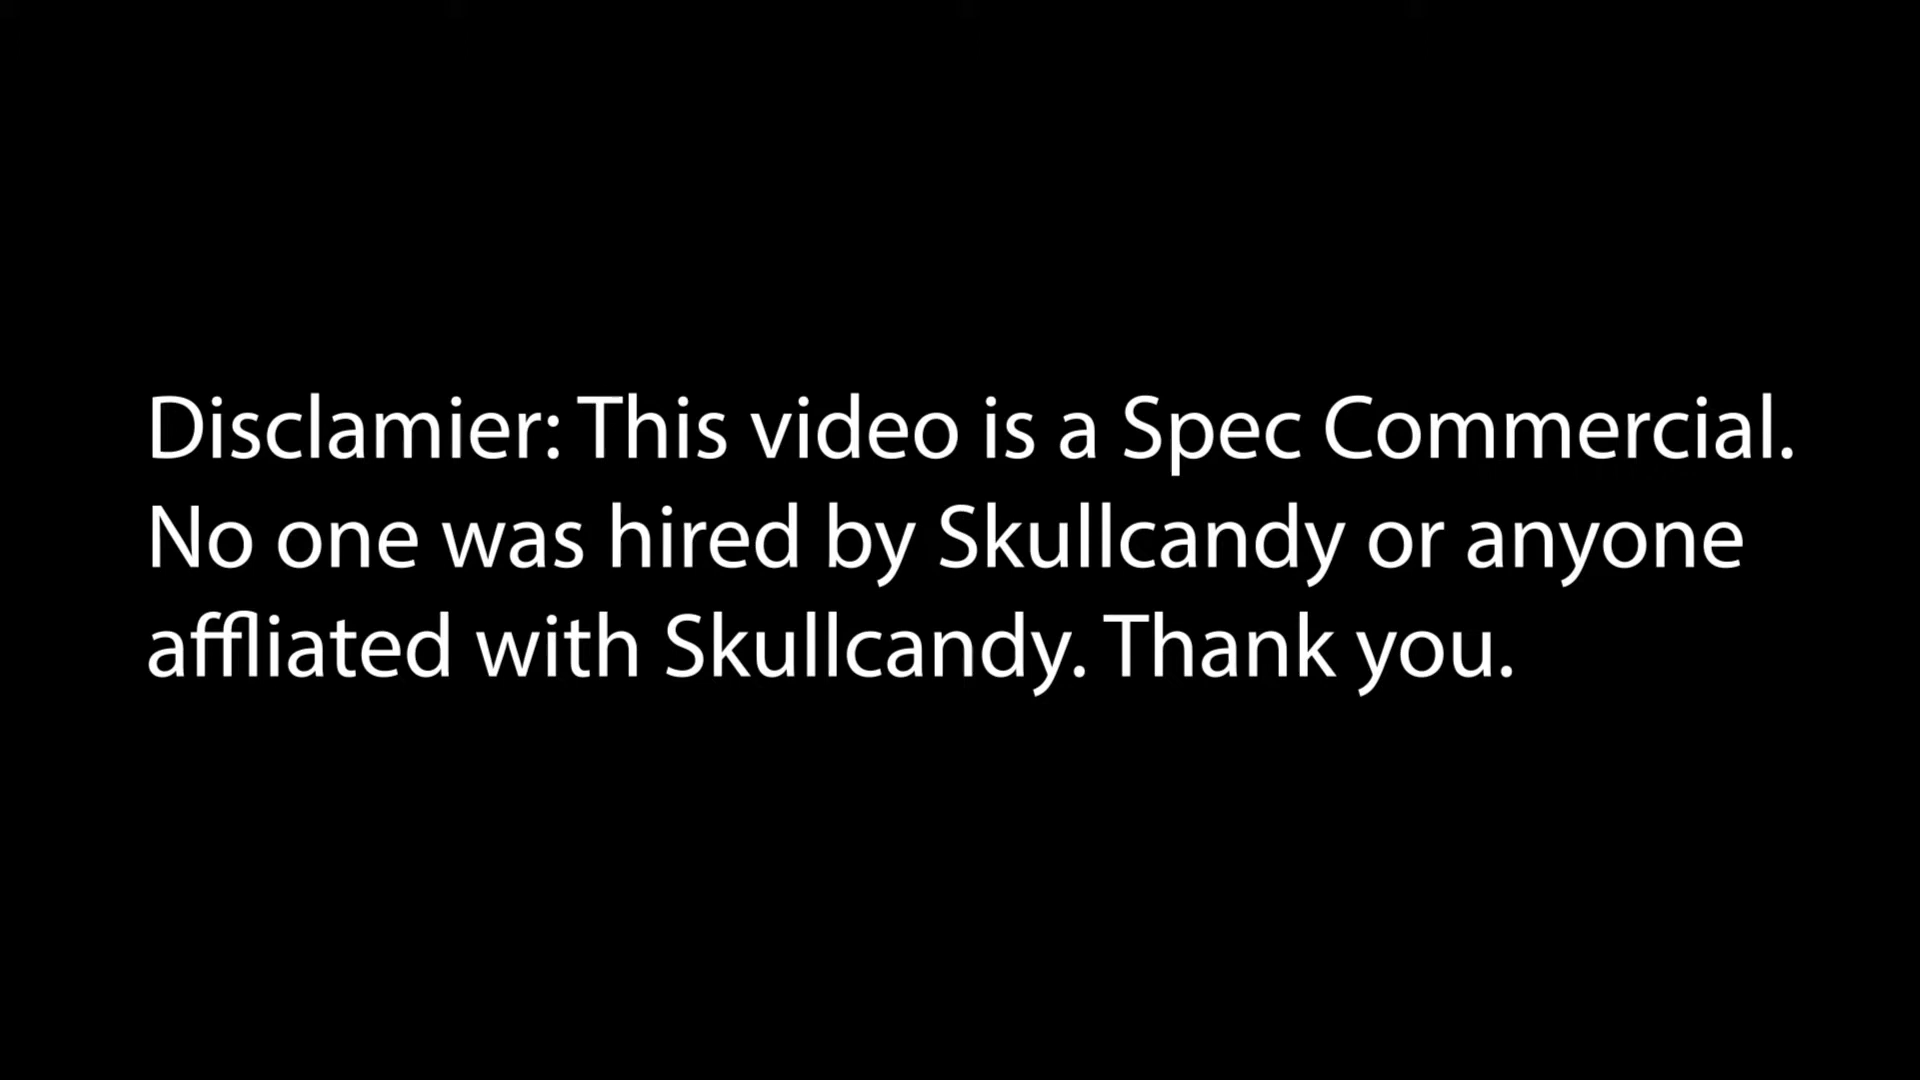 Disclamier: This video is a Spec Commercial.
No one was hired by Skullcandy or anyone
affliated with Skullcandy. Thank you.